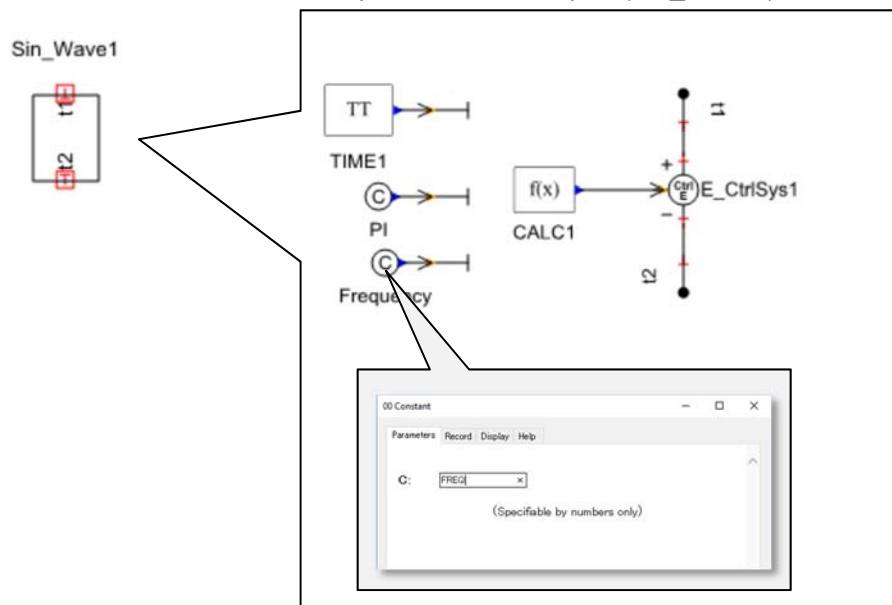 Sin_Wave1
t1
t2
TT
TIME1
C
PI
C
Frequency
f(x)
CALC1
t1
+
Ctrl
E
E_CtrlSys1
−
t2
00 Constant
Parameters Record Display Help
C: FREQ
(Specifiable by numbers only)